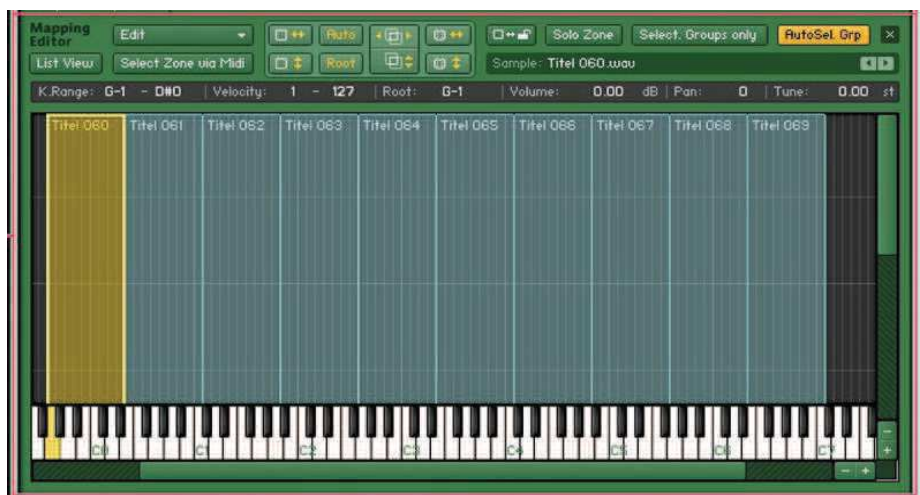 Mapping Editor Edit Auto Solo Zone Select. Groups only AutoSel. Grp ×
List View Select Zone via Midi Root Sample: Titel 060.wav
K.Range: G-1 - D#0 | Velocity: 1 - 127 | Root: G-1 | Volume: 0.00 dB | Pan: 0 | Tune: 0.00 st
Titel 060 Titel 061 Titel 062 Titel 063 Titel 064 Titel 065 Titel 066 Titel 067 Titel 068 Titel 069
C0 C1 C2 C3 C4 C5 C6 C7